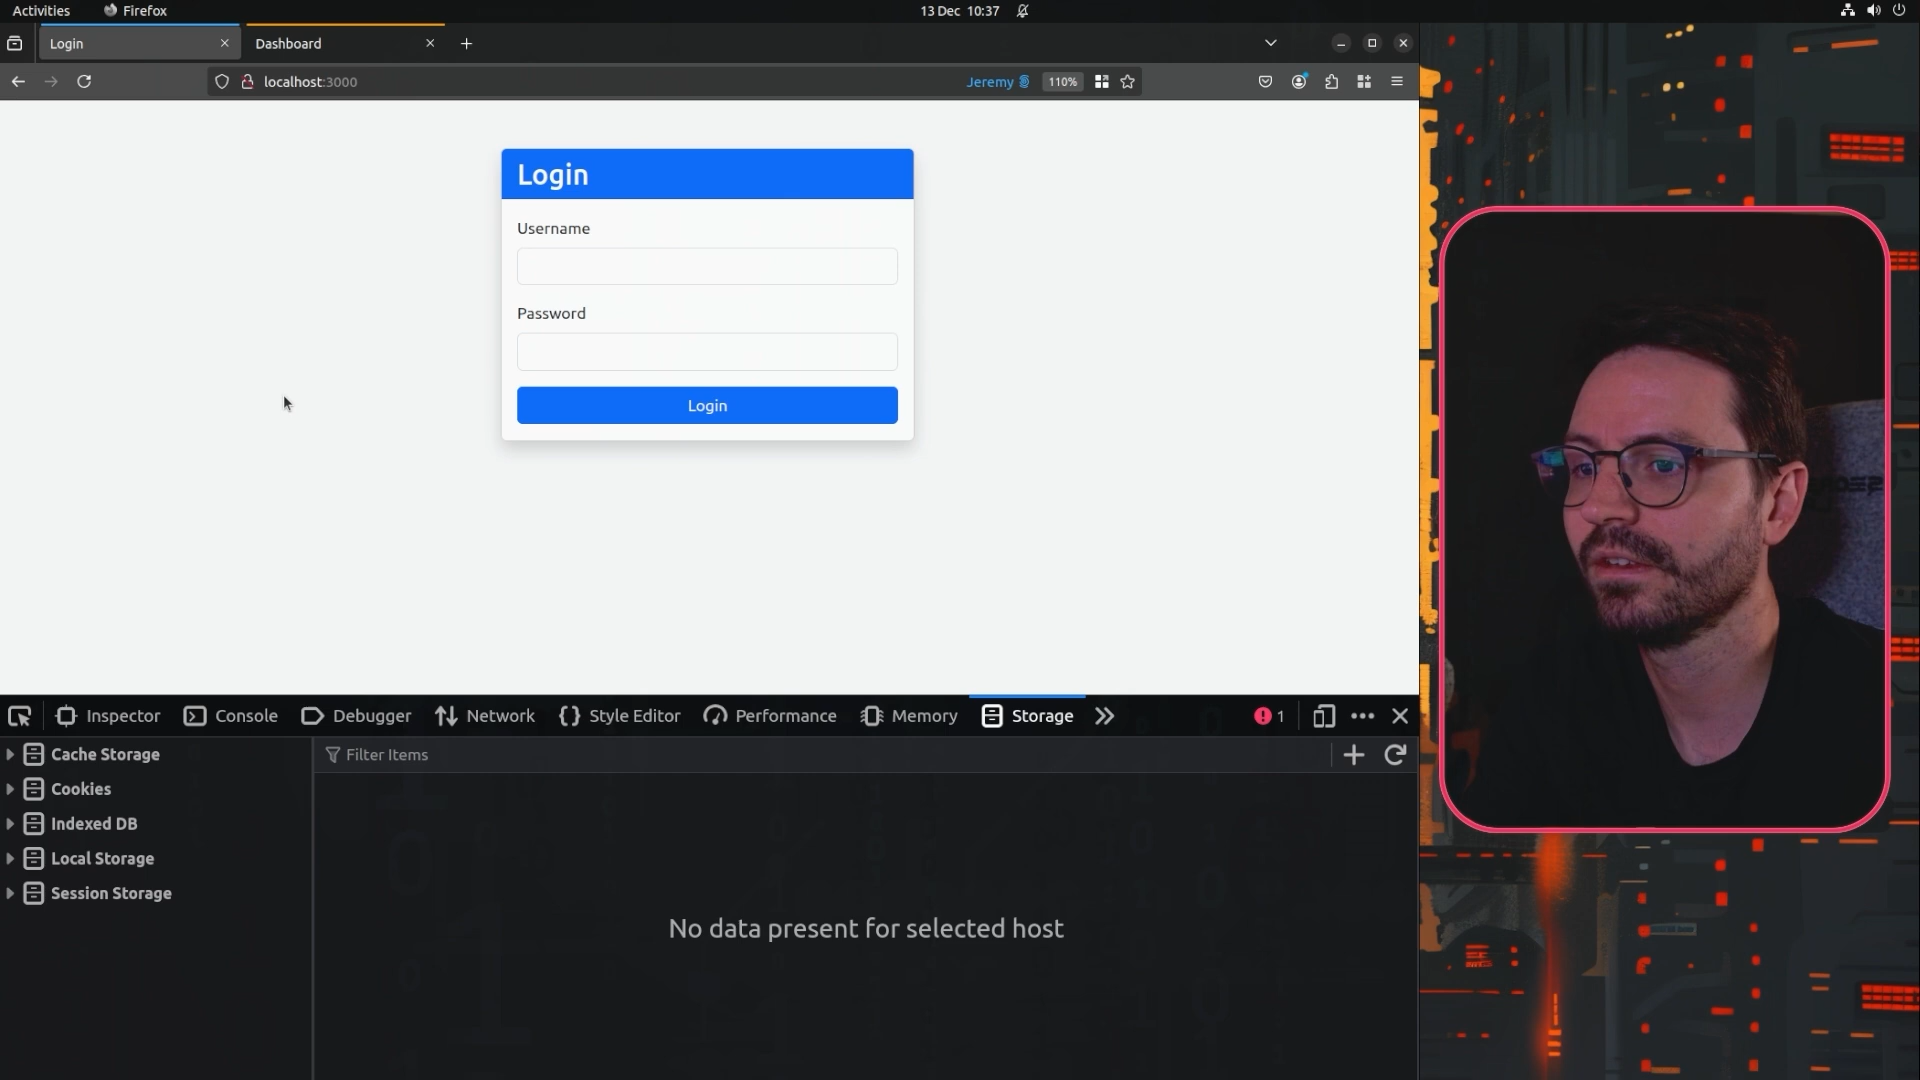 Activities Firefox 13 Dec 10:37
Login Dashboard
localhost:3000 Jeremy 110%
Login
Username
Password
Login
Inspector Console Debugger Network Style Editor Performance Memory Storage 1
Cache Storage Filter Items
Cookies
Indexed DB
Local Storage
Session Storage
No data present for selected host